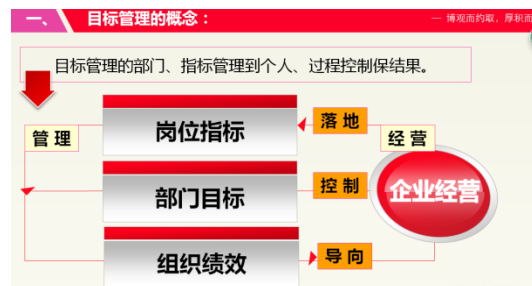 一、 目标管理的概念：
— 博观而约取，厚积而
目标管理的部门、指标管理到个人、过程控制保结果。
岗位指标
落地
管理
经营
部门目标
控制
企业经营
组织绩效
导向